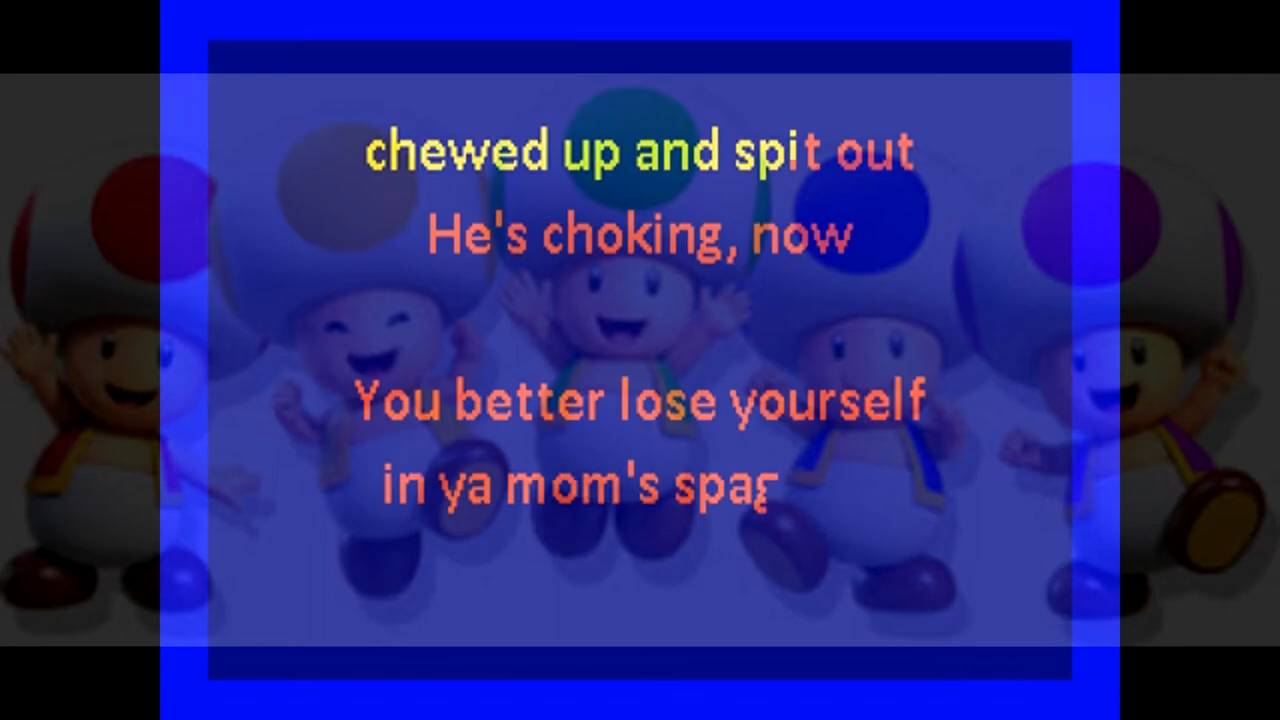 chewed up and spit out
He's choking, now
You better lose yourself
in ya mom's spag